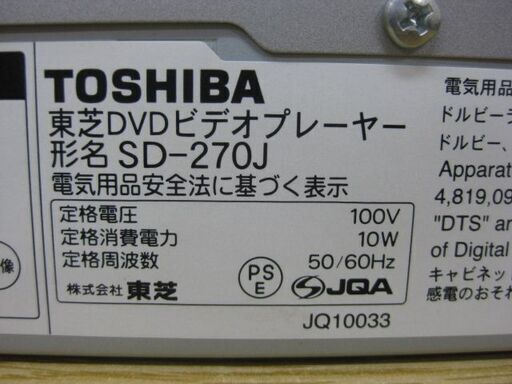 TOSHIBA
東芝DVDビデオプレーヤー
形名 SD-270J
電気用品安全法に基づく表示
定格電圧 100V
定格消費電力 10W
定格周波数 50/60Hz
株式会社 東芝
PS
E
JQA
JQ10033
像
電気用品
ドルビー
ドルビー、
Apparat
4,819,09
"DTS" an
of Digital
キャビネッ
感電のおそ